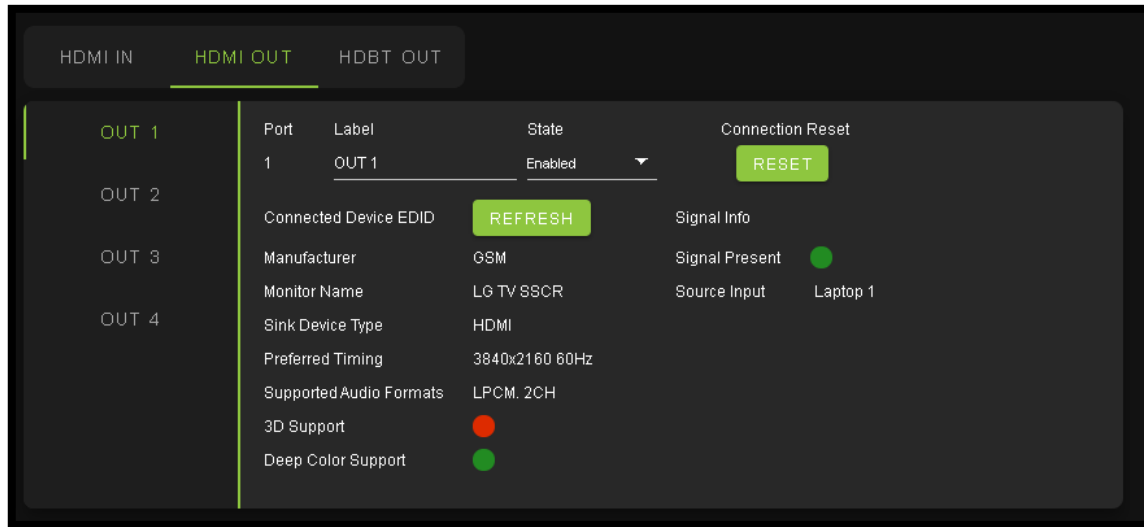 HDMI IN HDMI OUT HDBT OUT
OUT 1
OUT 2
OUT 3
OUT 4
Port Label State Connection Reset
1 OUT 1 Enabled RESET
Connected Device EDID REFRESH Signal Info
Manufacturer GSM Signal Present
Monitor Name LG TV SSCR Source Input Laptop 1
Sink Device Type HDMI
Preferred Timing 3840x2160 60Hz
Supported Audio Formats LPCM. 2CH
3D Support
Deep Color Support